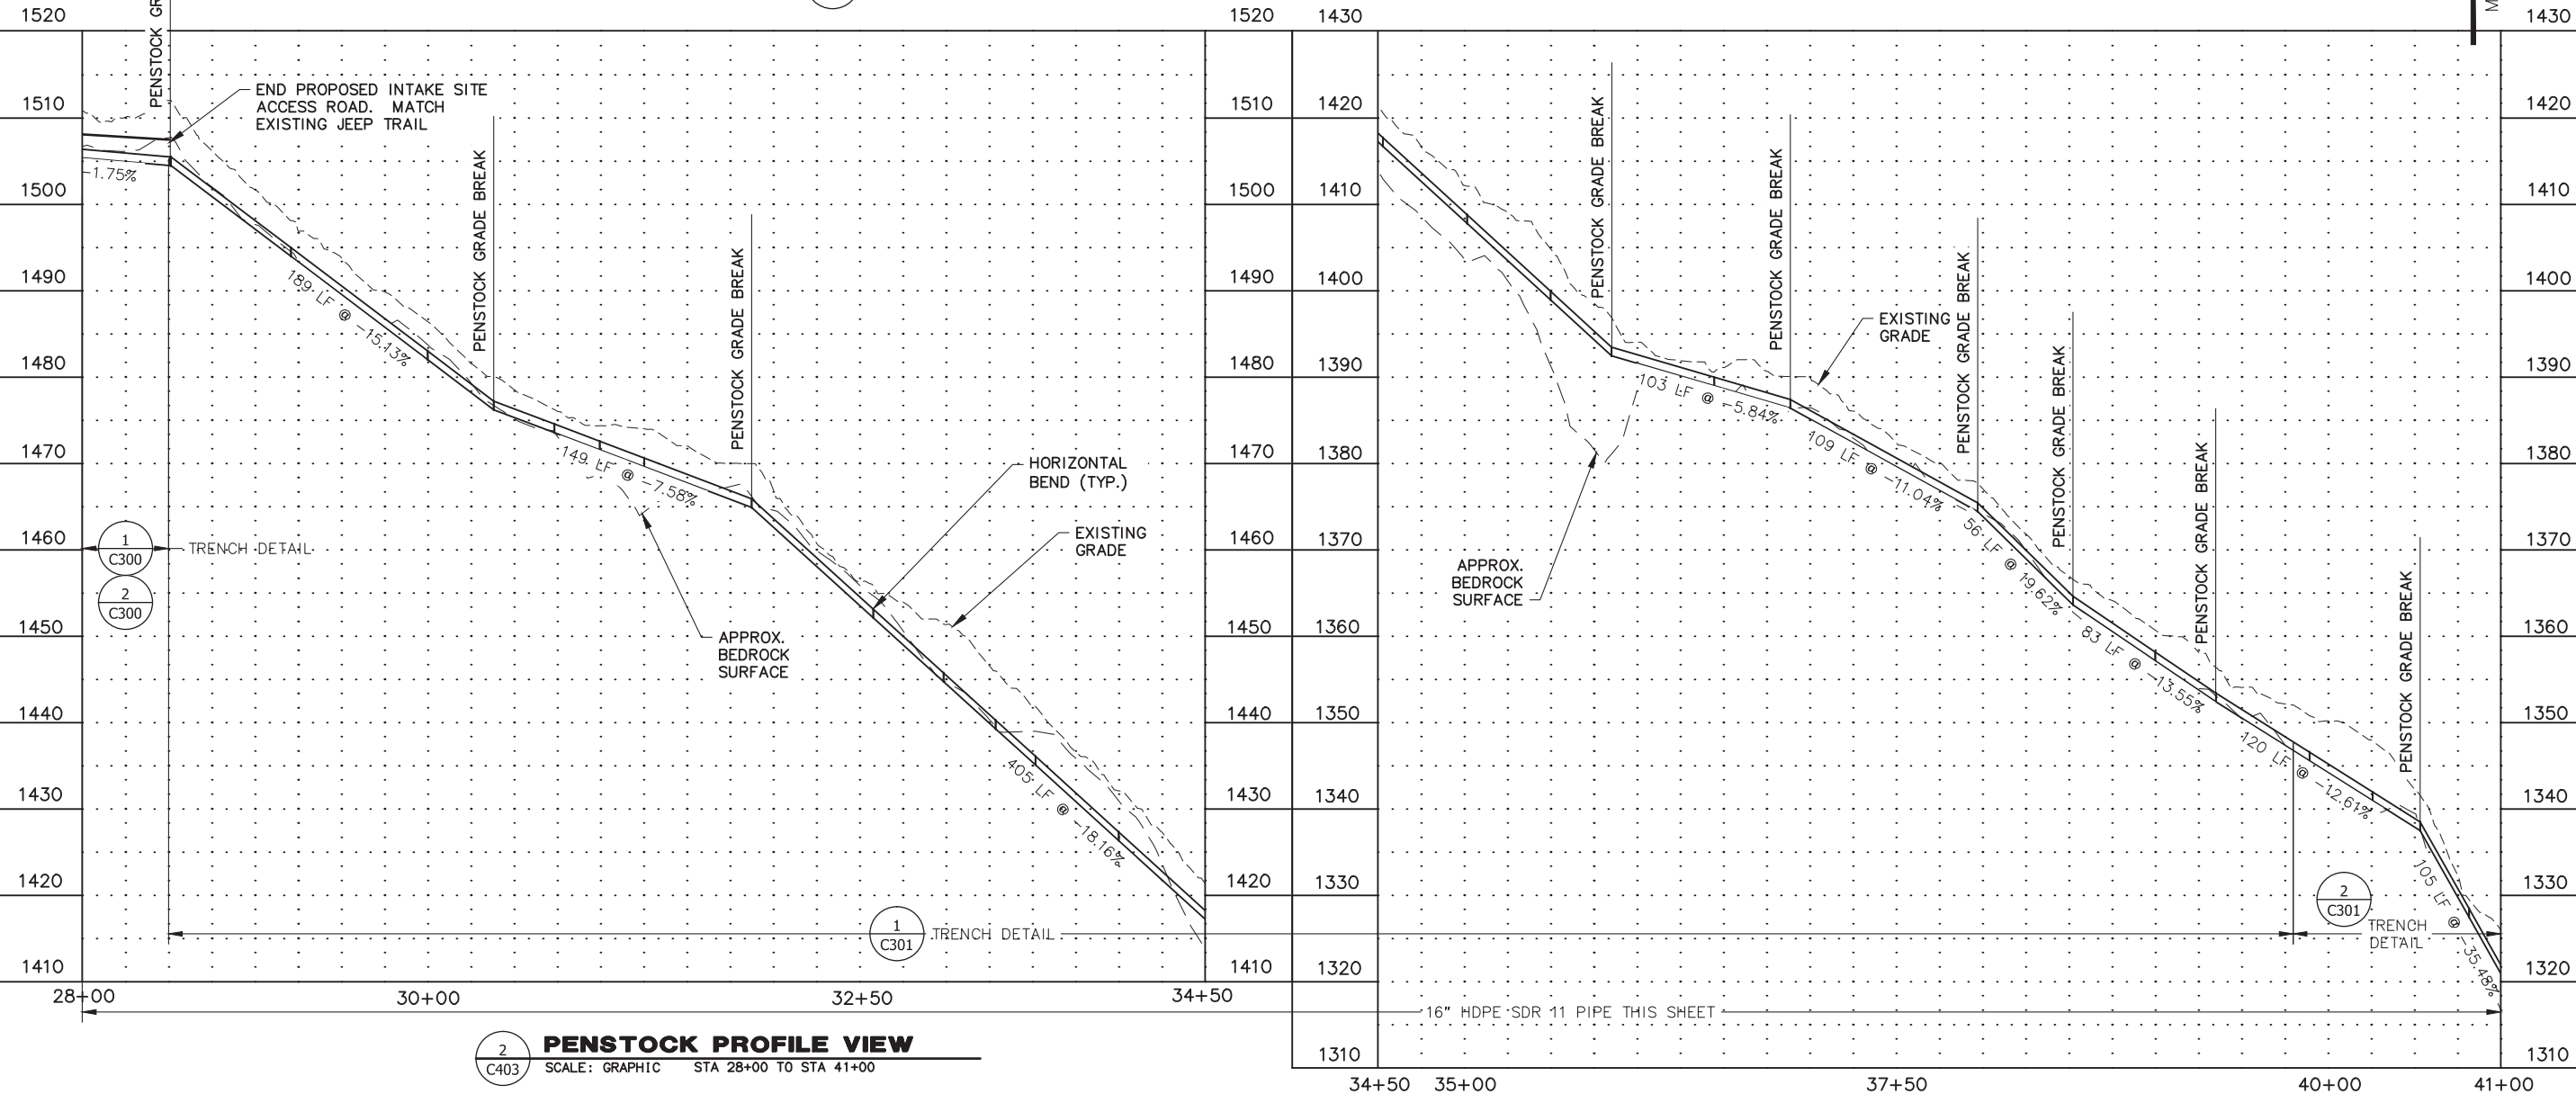 1520
1510
1500
1490
1480
1470
1460
1450
1440
1430
1420
1410
PENSTOCK GR
END PROPOSED INTAKE SITE
ACCESS ROAD. MATCH
EXISTING JEEP TRAIL
-1.75%
189 LF @ -15.13%
PENSTOCK GRADE BREAK
149 LF @ -7.58%
PENSTOCK GRADE BREAK
HORIZONTAL
BEND (TYP.)
EXISTING
GRADE
1
C300
TRENCH DETAIL
2
C300
APPROX.
BEDROCK
SURFACE
405 LF @ -18.16%
1
C301
TRENCH DETAIL
28+00
30+00
32+50
34+50
1520
1510
1500
1490
1480
1470
1460
1450
1440
1430
1420
1410
1430
1420
1410
1400
1390
1380
1370
1360
1350
1340
1330
1320
1310
PENSTOCK GRADE BREAK
103 LF @ -5.84%
PENSTOCK GRADE BREAK
EXISTING
GRADE
109 LF @ -11.04%
PENSTOCK GRADE BREAK
56 LF @ 19.62%
PENSTOCK GRADE BREAK
83 LF @ -13.55%
PENSTOCK GRADE BREAK
120 LF @ -12.61%
PENSTOCK GRADE BREAK
105 LF @ -35.48%
APPROX.
BEDROCK
SURFACE
2
C301
TRENCH
DETAIL
M
1430
1420
1410
1400
1390
1380
1370
1360
1350
1340
1330
1320
1310
16" HDPE SDR 11 PIPE THIS SHEET
34+50
35+00
37+50
40+00
41+00
2
C403
PENSTOCK PROFILE VIEW
SCALE: GRAPHIC STA 28+00 TO STA 41+00